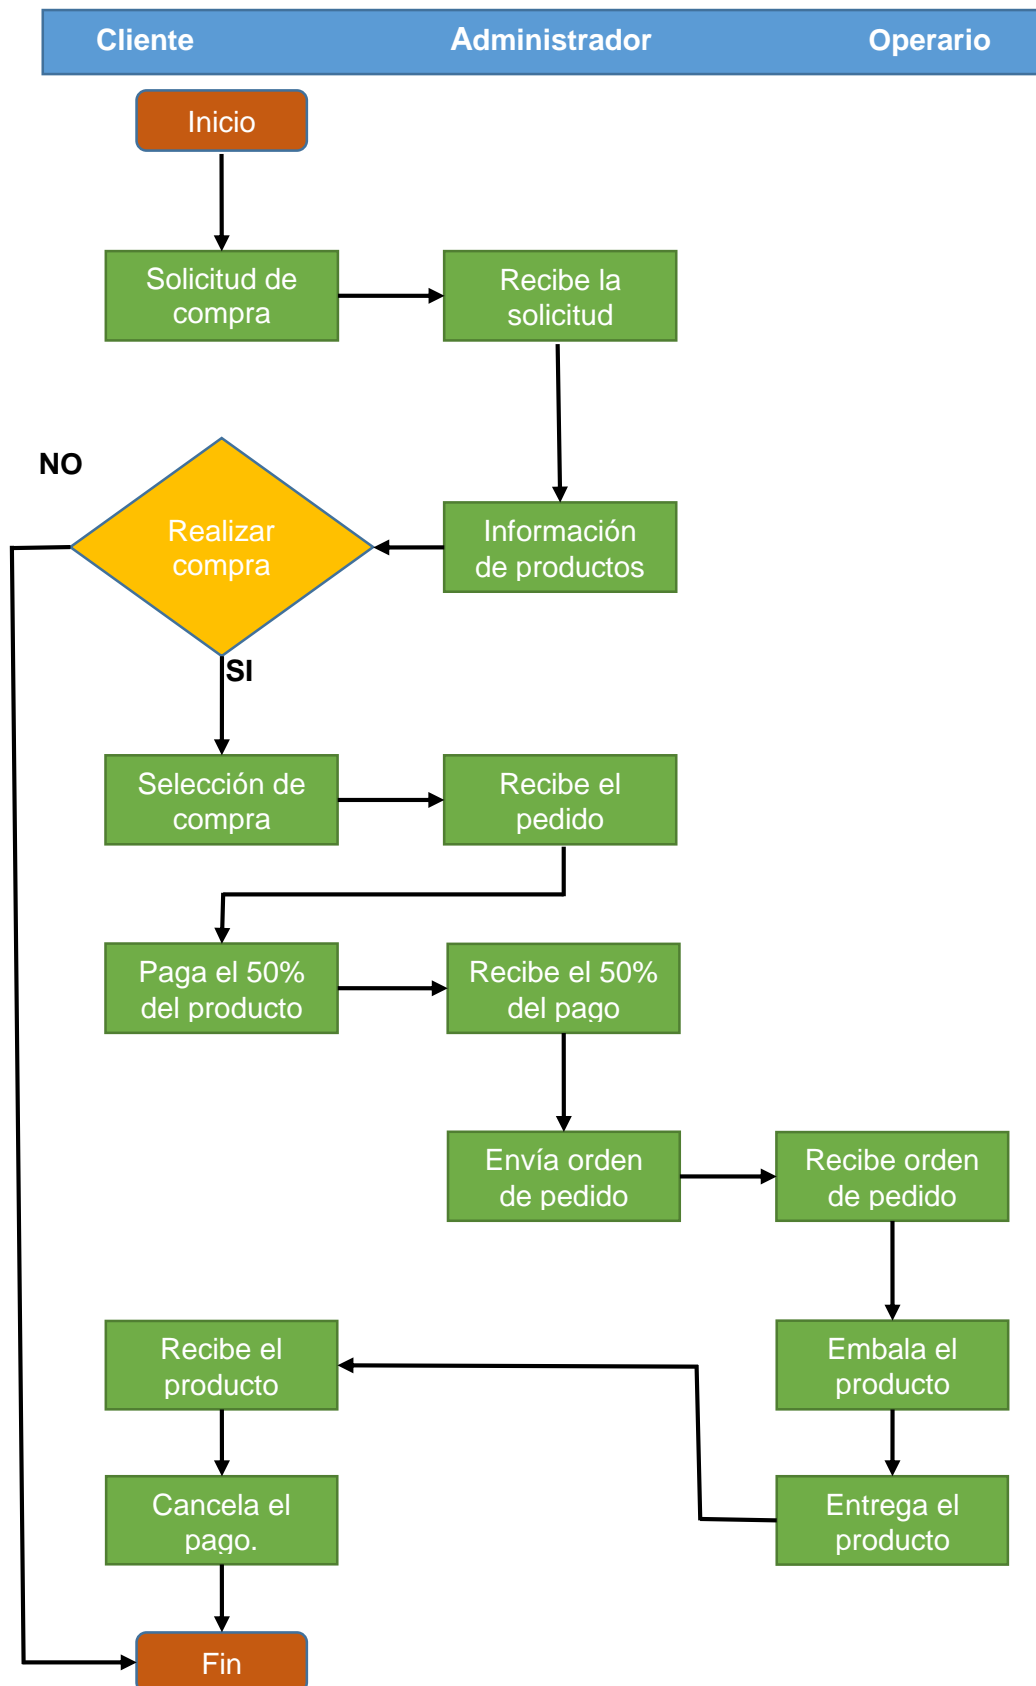 Cliente Administrador Operario
Inicio
Solicitud de
compra
Recibe la
solicitud
NO
Realizar
compra
Información
de productos
SI
Selección de
compra
Recibe el
pedido
Paga el 50%
del producto
Recibe el 50%
del pago
Envía orden
de pedido
Recibe orden
de pedido
Recibe el
producto
Embala el
producto
Cancela el
pago.
Entrega el
producto
Fin